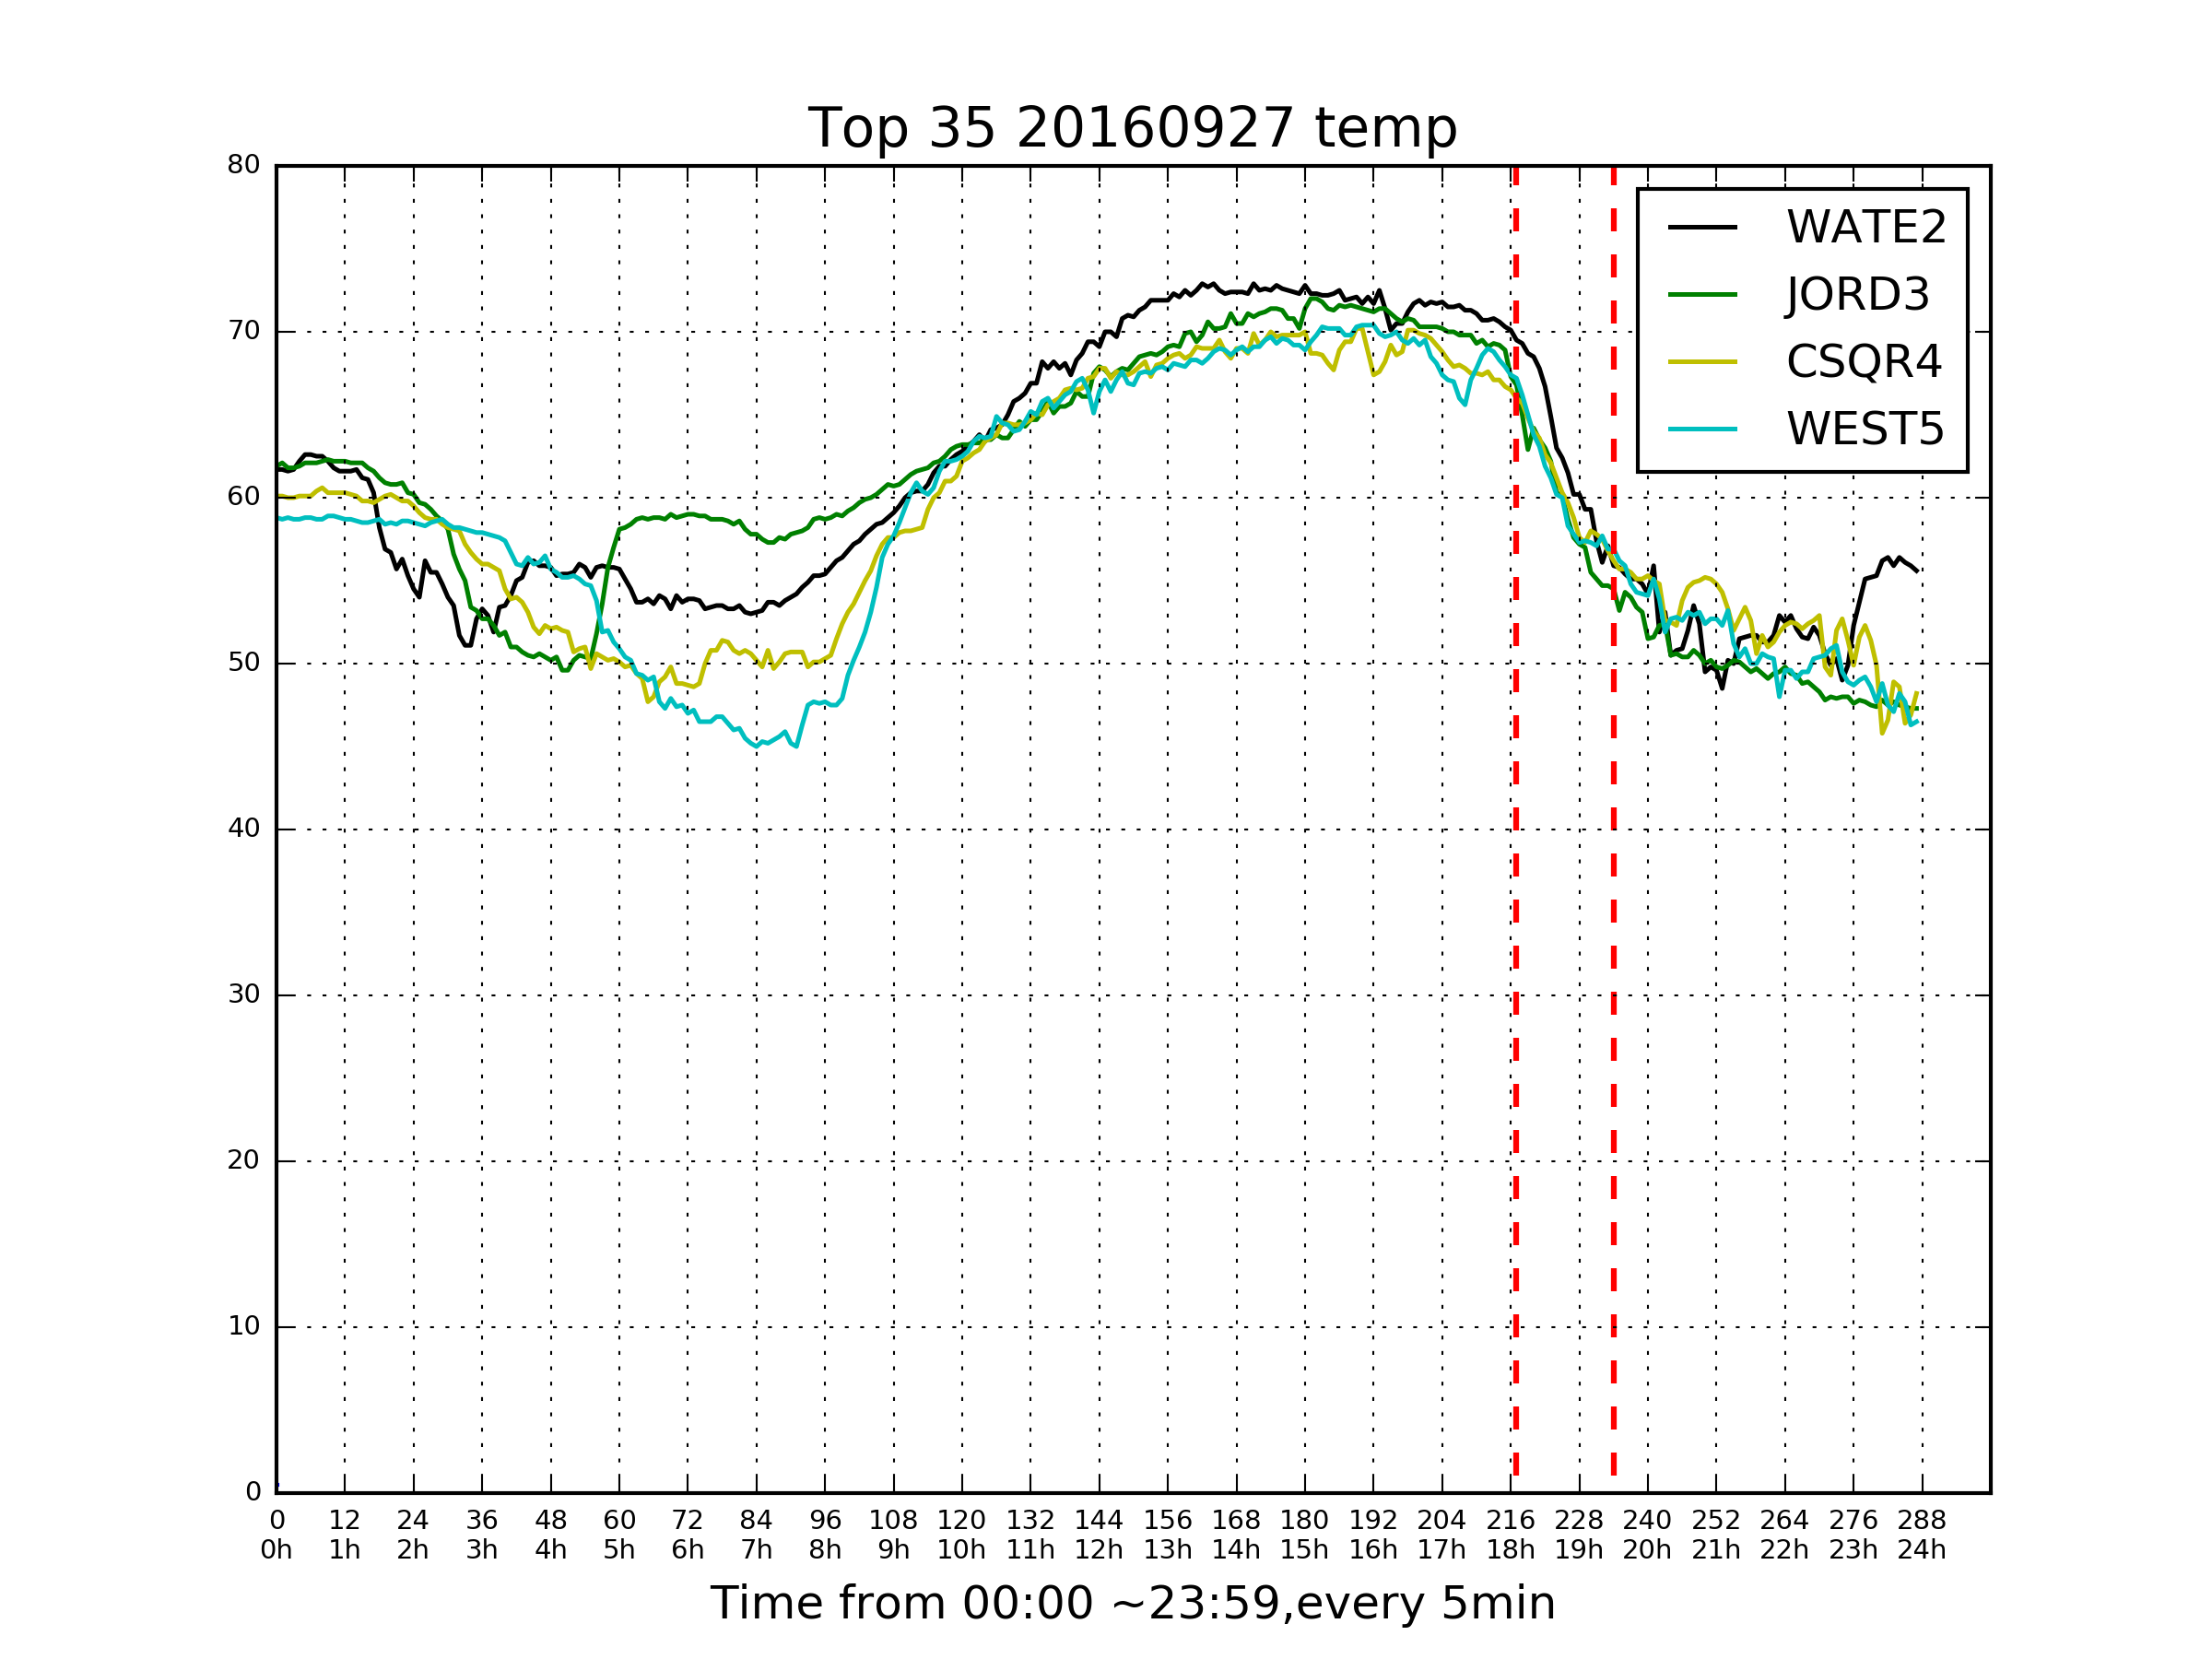 Top 35 20160927 temp
80
70
60
50
40
30
20
10
0
WATE2
JORD3
CSQR4
WEST5
0 12 24 36 48 60 72 84 96 108 120 132 144 156 168 180 192 204 216 228 240 252 264 276 288
0h 1h 2h 3h 4h 5h 6h 7h 8h 9h 10h 11h 12h 13h 14h 15h 16h 17h 18h 19h 20h 21h 22h 23h 24h
Time from 00:00 ~23:59,every 5min